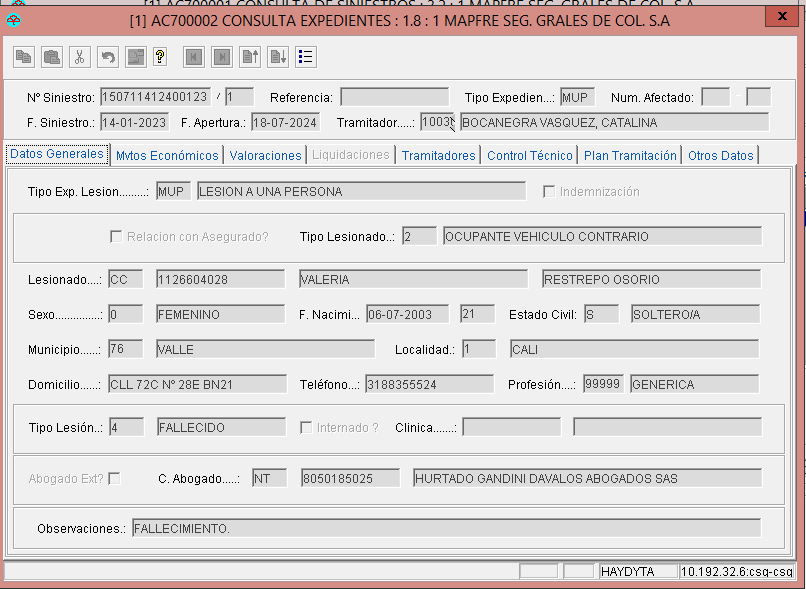 [1] AC700002 CONSULTA EXPEDIENTES : 1.8 : 1 MAPFRE SEG. GRALES DE COL. S.A
Nº Siniestro: 150711412400123 / 1 Referencia: Tipo Expedien...: MUP Num. Afectado:
F. Siniestro.: 14-01-2023 F. Apertura.: 18-07-2024 Tramitador.....: 1003 BOCANEGRA VASQUEZ, CATALINA
Datos Generales Mvtos Económicos Valoraciones Liquidaciones Tramitadores Control Técnico Plan Tramitación Otros Datos
Tipo Exp. Lesion.........: MUP LESION A UNA PERSONA Indemnización
Relacion con Asegurado? Tipo Lesionado..: 2 OCUPANTE VEHICULO CONTRARIO
Lesionado....: CC 1126604028 VALERIA RESTREPO OSORIO
Sexo..............: 0 FEMENINO F. Nacimi... 06-07-2003 21 Estado Civil: S SOLTERO/A
Municipio......: 76 VALLE Localidad.: 1 CALI
Domicilio......: CLL 72C Nº 28E BN21 Teléfono...: 3188355524 Profesión....: 99999 GENERICA
Tipo Lesión..: 4 FALLECIDO Internado ? Clinica.......:
Abogado Ext? C. Abogado.....: NT 8050185025 HURTADO GANDINI DAVALOS ABOGADOS SAS
Observaciones.: FALLECIMIENTO.
HAYDYTA 10.192.32.6:csq-csq